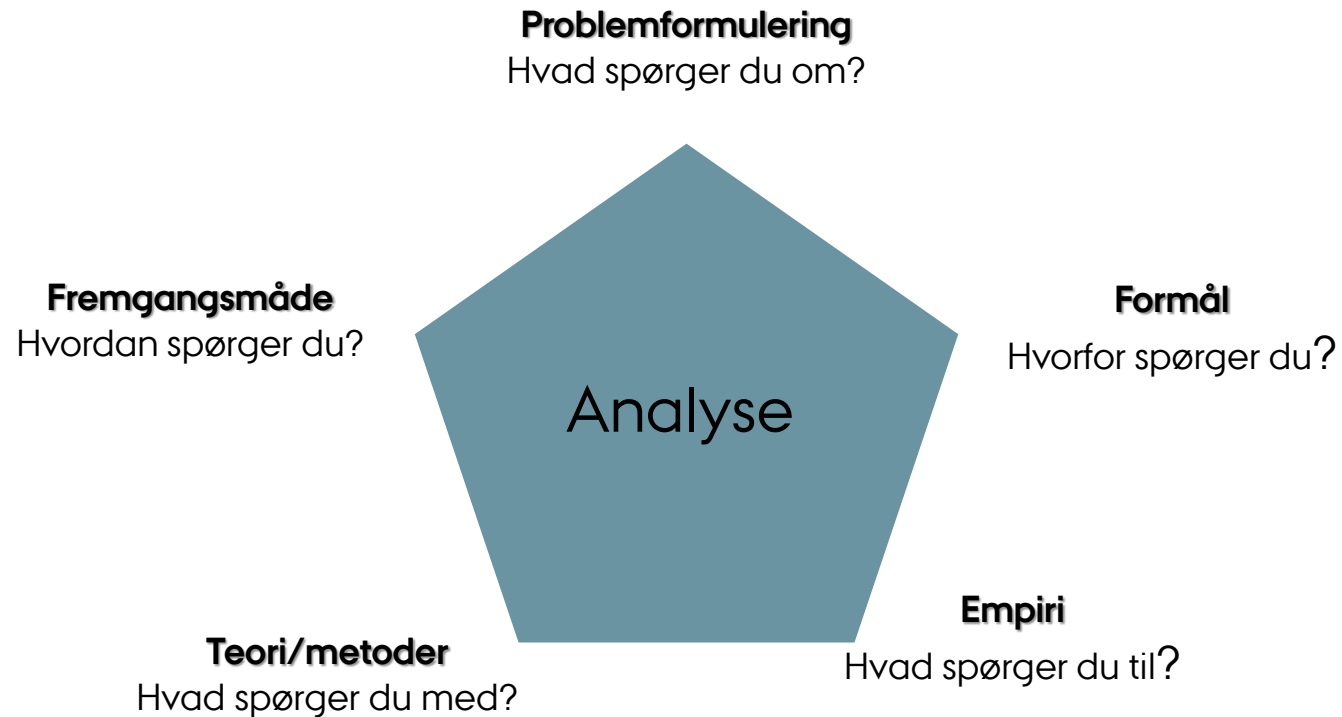 Problemformulering
Hvad spørger du om?
Fremgangsmåde
Hvordan spørger du?
Formål
Hvorfor spørger du?
Analyse
Empiri
Hvad spørger du til?
Teori/metoder
Hvad spørger du med?